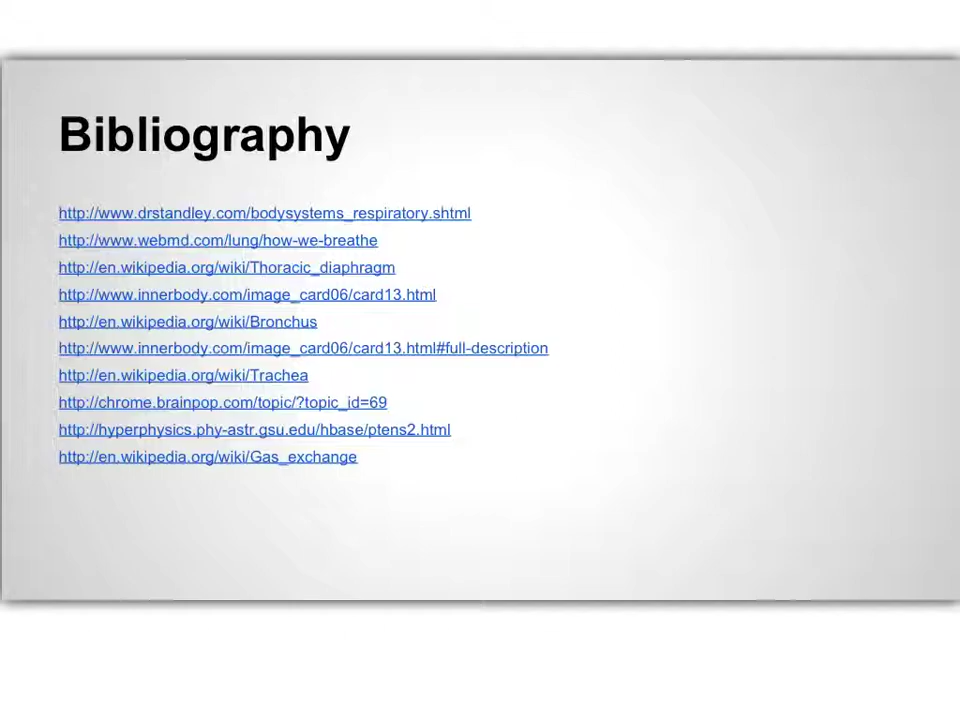 Bibliography
http://www.drstandley.com/bodysystems_respiratory.shtml
http://www.webmd.com/lung/how-we-breathe
http://en.wikipedia.org/wiki/Thoracic_diaphragm
http://www.innerbody.com/image_card06/card13.html
http://en.wikipedia.org/wiki/Bronchus
http://www.innerbody.com/image_card06/card13.html#full-description
http://en.wikipedia.org/wiki/Trachea
http://chrome.brainpop.com/topic/?topic_id=69
http://hyperphysics.phy-astr.gsu.edu/hbase/ptens2.html
http://en.wikipedia.org/wiki/Gas_exchange